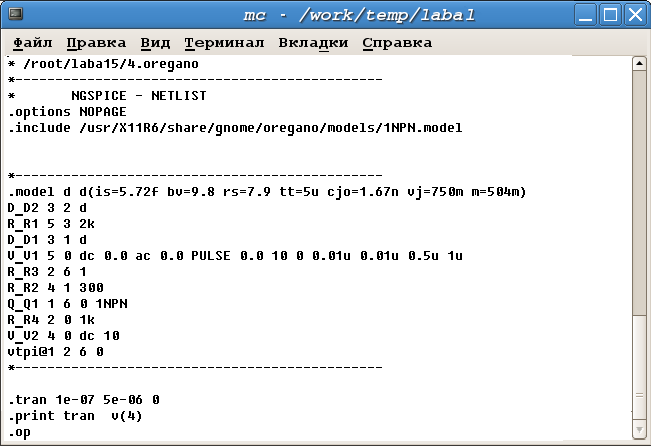 mc - /work/temp/labal
Файл Правка Вид Терминал Вкладки Справка
* /root/laba15/4.oregano
*----------------------------------------------
*       NGSPICE - NETLIST
.options NOPAGE
.include /usr/X11R6/share/gnome/oregano/models/1NPN.model
*----------------------------------------------
.model d d(is=5.72f bv=9.8 rs=7.9 tt=5u cjo=1.67n vj=750m m=504m)
D_D2 3 2 d
R_R1 5 3 2k
D_D1 3 1 d
V_V1 5 0 dc 0.0 ac 0.0 PULSE 0.0 10 0 0.01u 0.01u 0.5u 1u
R_R3 2 6 1
R_R2 4 1 300
Q_Q1 1 6 0 1NPN
R_R4 2 0 1k
V_V2 4 0 dc 10
vtpi@1 2 6 0
*----------------------------------------------
.tran 1e-07 5e-06 0
.print tran  v(4)
.op